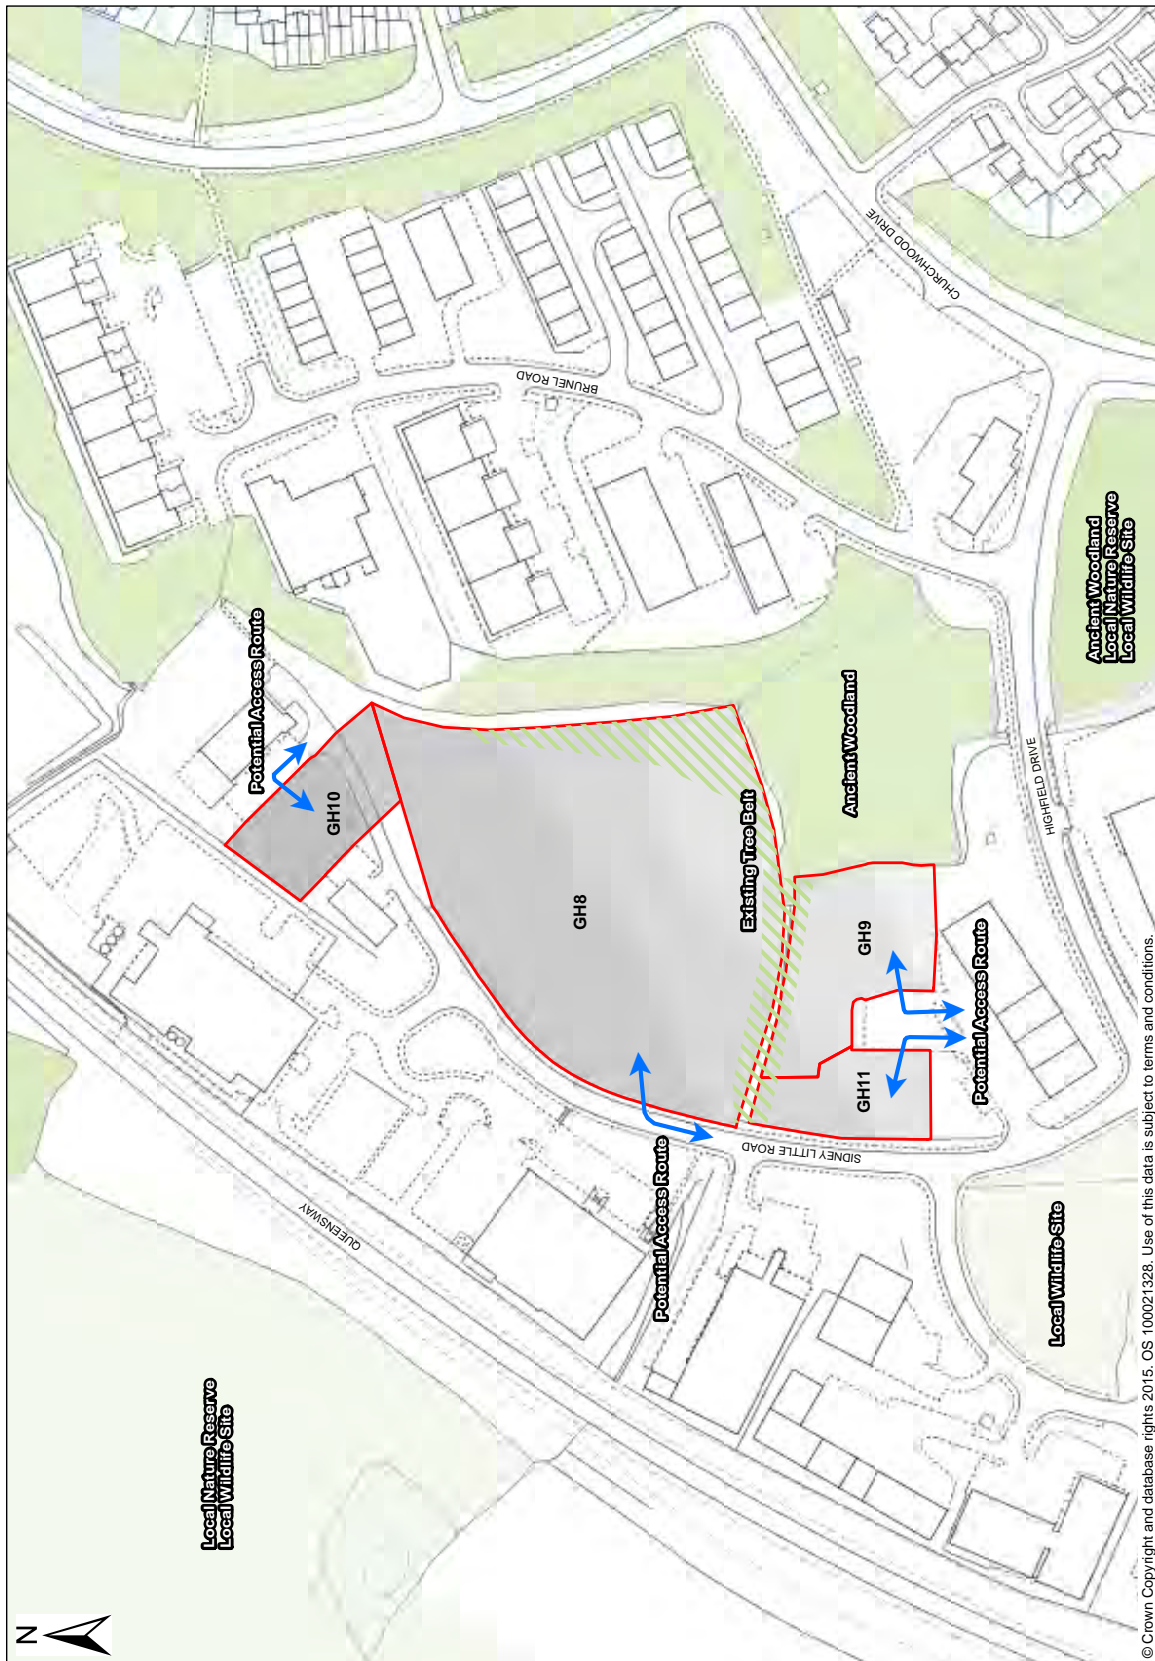 N
Local Nature Reserve
Local Wildlife Site
QUEENSWAY
Potential Access Route
GH10
BRUNEL ROAD
GH8
Potential Access Route
Existing Tree Belt
SIDNEY LITTLE ROAD
GH11
GH9
Potential Access Route
Ancient Woodland
CHURCHWOOD DRIVE
HIGHFIELD DRIVE
Local Wildlife Site
Ancient Woodland
Local Nature Reserve
Local Wildlife Site
© Crown Copyright and database rights 2015. OS 100021328. Use of this data is subject to terms and conditions.